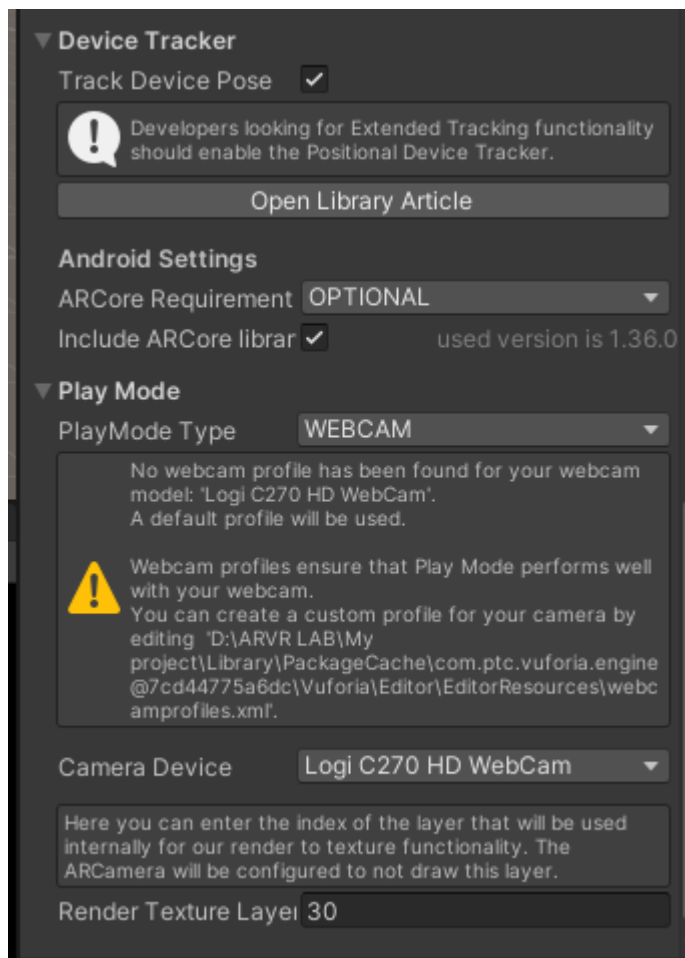 Device Tracker
Track Device Pose
Developers looking for Extended Tracking functionality
should enable the Positional Device Tracker.
Open Library Article
Android Settings
ARCore Requirement OPTIONAL
Include ARCore librar used version is 1.36.0
Play Mode
PlayMode Type WEBCAM
No webcam profile has been found for your webcam
model: 'Logi C270 HD WebCam'.
A default profile will be used.
Webcam profiles ensure that Play Mode performs well
with your webcam.
You can create a custom profile for your camera by
editing 'D:\ARVR LAB\My
project\Library\PackageCache\com.ptc.vuforia.engine
@7cd44775a6dc\Vuforia\Editor\EditorResources\webc
amprofiles.xml'.
Camera Device Logi C270 HD WebCam
Here you can enter the index of the layer that will be used
internally for our render to texture functionality. The
ARCamera will be configured to not draw this layer.
Render Texture Layer 30